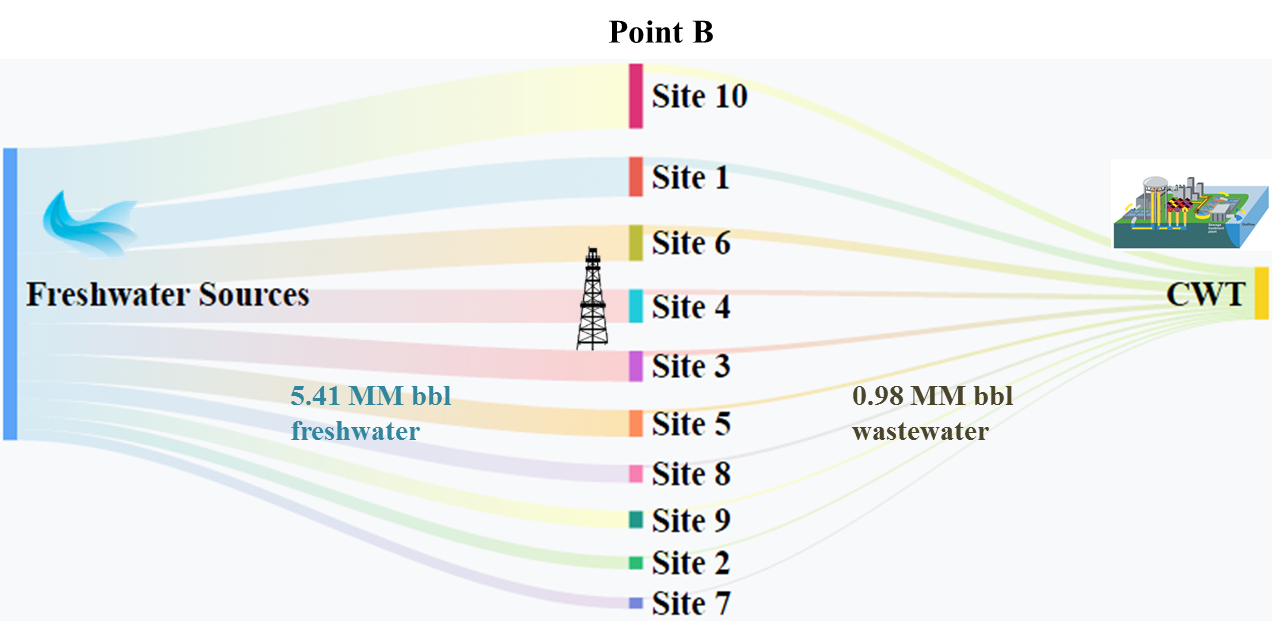 Point B
Site 10
Site 1
Site 6
Freshwater Sources
Site 4
CWT
Site 3
5.41 MM bbl
freshwater
0.98 MM bbl
wastewater
Site 5
Site 8
Site 9
Site 2
Site 7